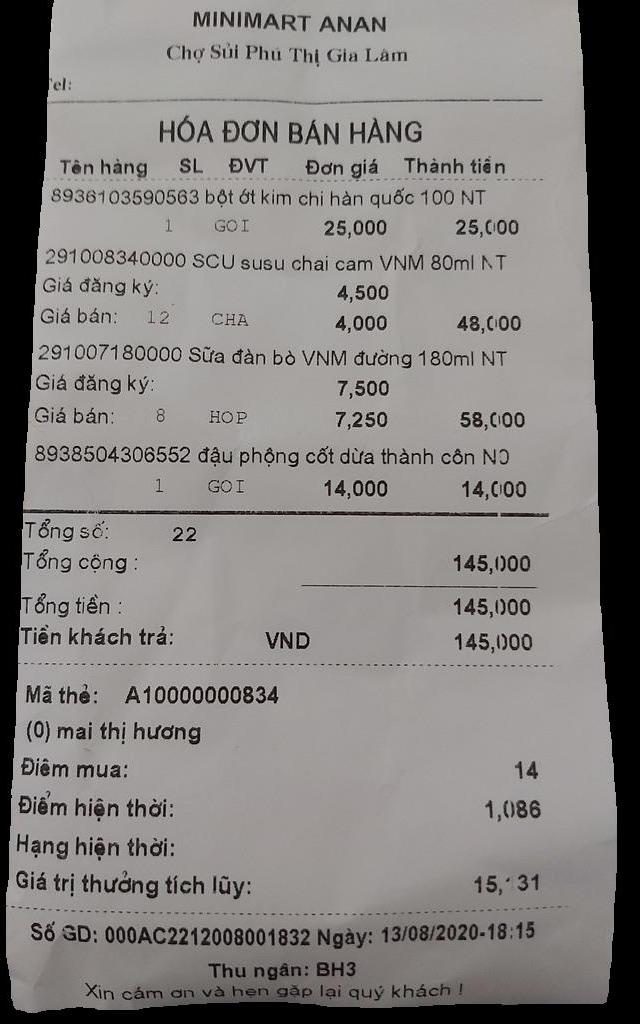 MINIMART ANAN
Chợ Sủi Phú Thị Gia Lâm
Tel:
HÓA ĐƠN BÁN HÀNG
Tên hàng SL ĐVT Đơn giá Thành tiền
8936103590563 bột ớt kim chi hàn quốc 100 NT
1 GOI 25,000 25,000
291008340000 SCU susu chai cam VNM 80ml NT
Giá đăng ký: 4,500
Giá bán: 12 CHA 4,000 48,000
291007180000 Sữa đàn bò VNM đường 180ml NT
Giá đăng ký: 7,500
Giá bán: 8 HOP 7,250 58,000
8938504306552 đậu phộng cốt dừa thành côn
1 GOI 14,000 14,000
Tổng số: 22
Tổng cộng : 145,000
Tổng tiền : 145,000
Tiền khách trả: VND 145,000
Mã thẻ: A10000000834
(0) mai thị hương
Điểm mua: 14
Điểm hiện thời: 1,086
Hạng hiện thời:
Giá trị thưởng tích lũy:
Số GD: 000AC2212008001832 Ngày: 13/08/2020-18:15
Thu ngân: BH3
Xin cám ơn và hẹn gặp lại quý khách !